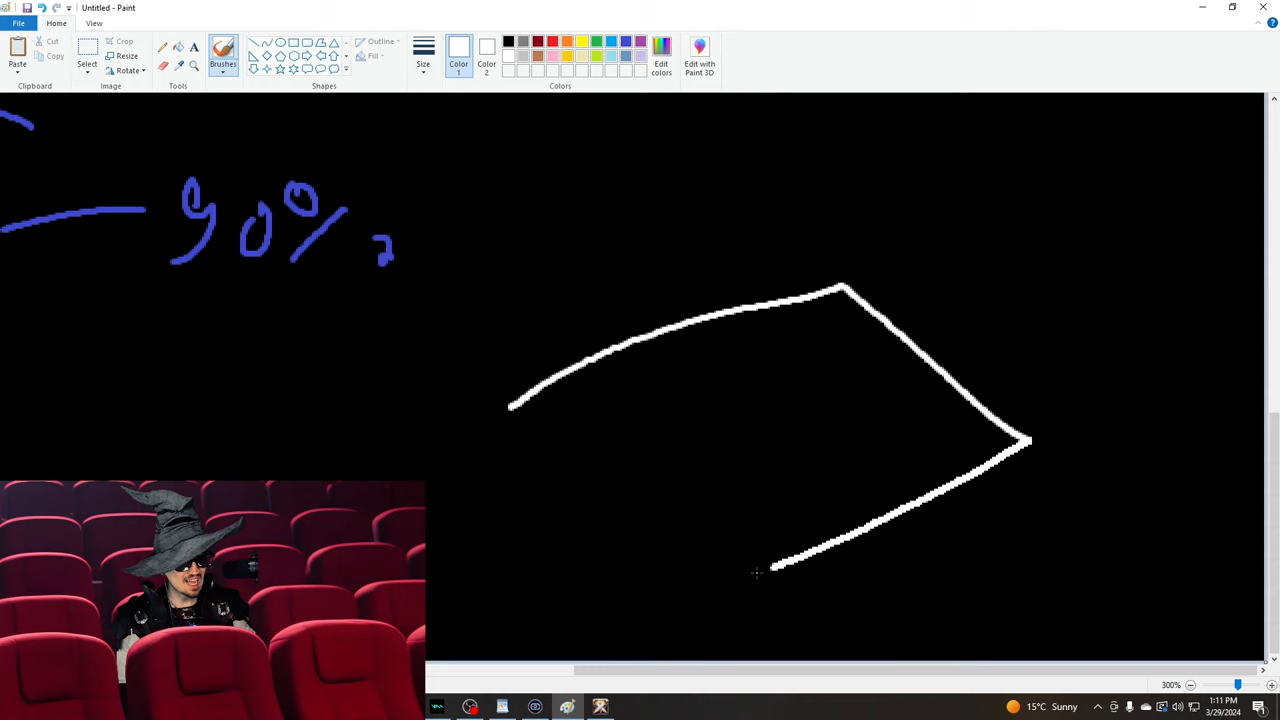 Untitled - Paint
File
Home
View
Paste
Cut
Copy
Clipboard
Select
Crop
Resize
Rotate
Image
Tools
Brushes
Shapes
Outline
Fill
Size
Color 1
Color 2
Colors
Edit colors
Edit with Paint 3D
90%
300%
15°C Sunny
1:11 PM
3/29/2024